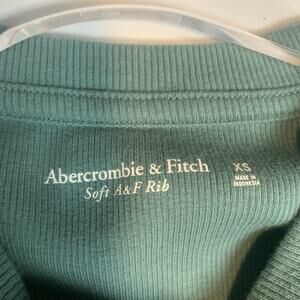 Abercrombie & Fitch
Soft A&F Rib
XS
MADE IN
INDONESIA